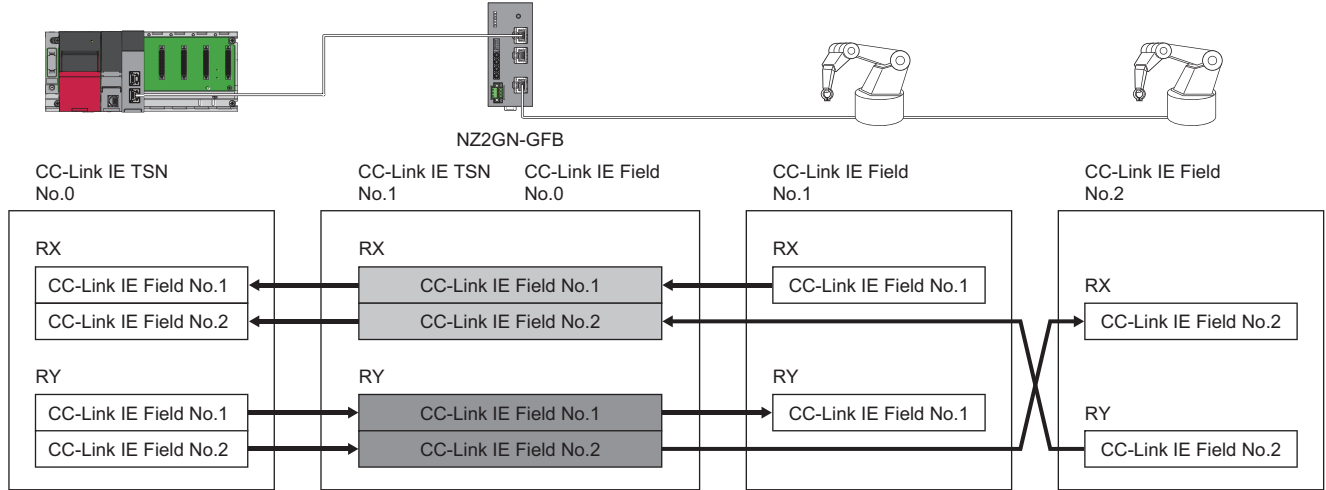 NZ2GN-GFB
CC-Link IE TSN
No.0
CC-Link IE TSN
No.1
CC-Link IE Field
No.0
CC-Link IE Field
No.1
CC-Link IE Field
No.2
RX
CC-Link IE Field No.1
CC-Link IE Field No.2
RY
CC-Link IE Field No.1
CC-Link IE Field No.2
RX
CC-Link IE Field No.1
CC-Link IE Field No.2
RY
CC-Link IE Field No.1
CC-Link IE Field No.2
RX
CC-Link IE Field No.1
RY
CC-Link IE Field No.1
RX
CC-Link IE Field No.2
RY
CC-Link IE Field No.2